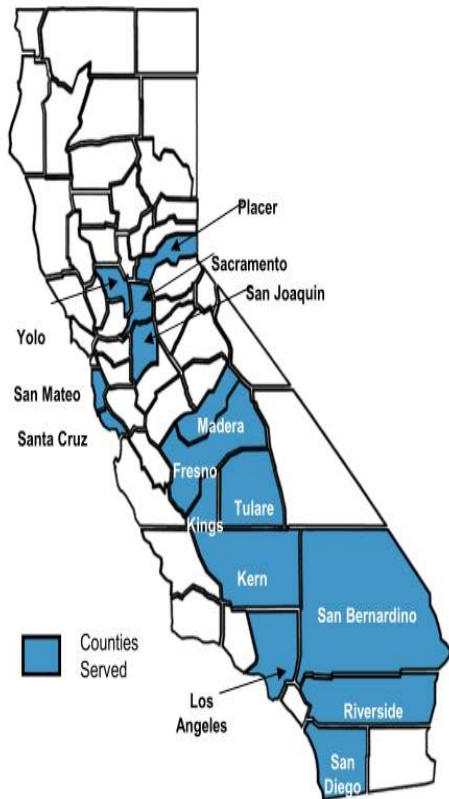 Placer
Sacramento
San Joaquin
Yolo
San Mateo
Santa Cruz
Madera
Fresno
Tulare
Kings
Kern
San Bernardino
Counties
Served
Los
Angeles
Riverside
San
Diego